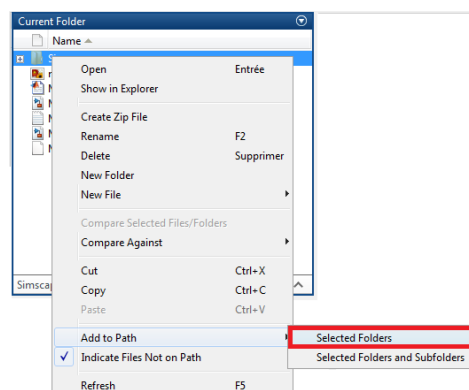 Current Folder
Name
Open Entrée
Show in Explorer
Create Zip File
Rename F2
Delete Supprimer
New Folder
New File
Compare Selected Files/Folders
Compare Against
Cut Ctrl+X
Copy Ctrl+C
Paste Ctrl+V
Add to Path
Selected Folders
Indicate Files Not on Path
Selected Folders and Subfolders
Refresh F5